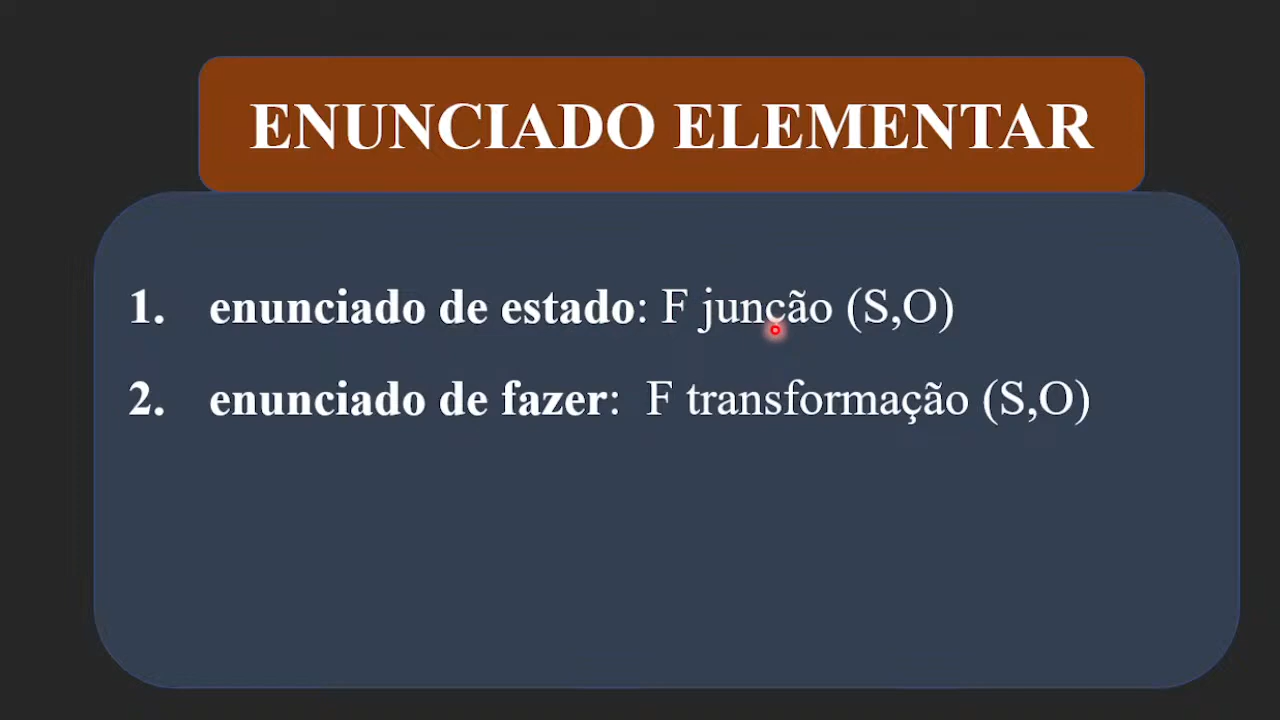 ENUNCIADO ELEMENTAR
1. enunciado de estado: F junção (S,O)
2. enunciado de fazer: F transformação (S,O)